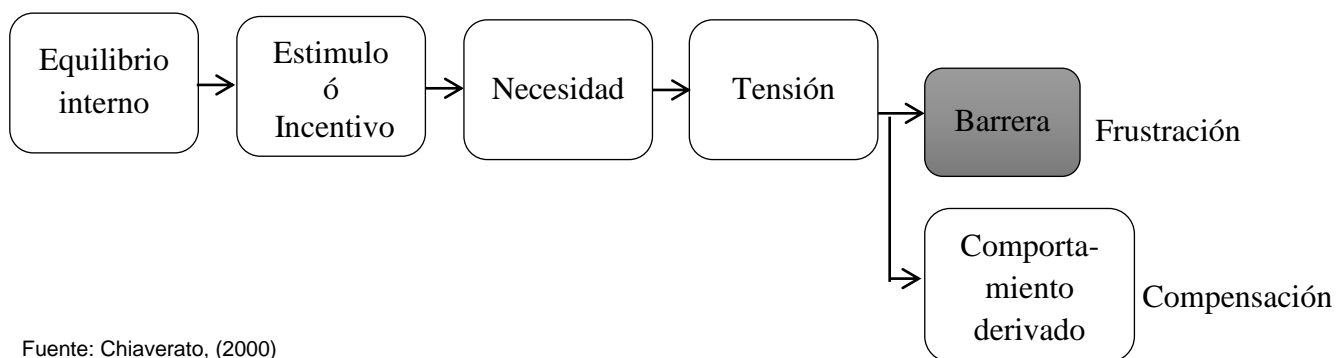 Equilibrio
interno
Estimulo
ó
Incentivo
Necesidad
Tensión
Barrera
Frustración
Comporta-
miento
derivado
Compensación
Fuente: Chiaverato, (2000)